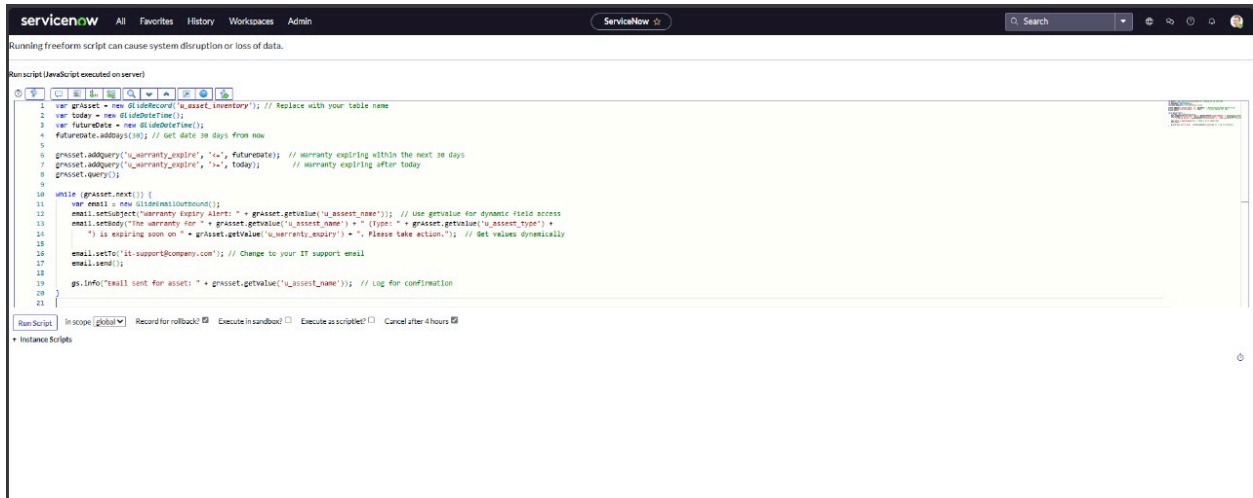 servicenow All Favorites History Workspaces Admin ServiceNow ☆ Search
Running freeform script can cause system disruption or loss of data.
Run script (JavaScript executed on server)
1 var grAsset = new GlideRecord('u_asset_inventory'); // Replace with your table name
2 var today = new GlideDateTime();
3 var futureDate = new GlideDateTime();
4 futureDate.addDays(30); // Get date 30 days from now
5
6 grAsset.addQuery('u_warranty_expire', '<=', futureDate); // Warranty expiring within the next 30 days
7 grAsset.addQuery('u_warranty_expire', '>=', today); // Warranty expiring after today
8 grAsset.query();
9
10 while (grAsset.next()) {
11 var email = new GlideEmailOutbound();
12 email.setSubject("Warranty Expiry Alert: " + grAsset.getValue('u_assest_name')); // Use getValue for dynamic field access
13 email.setBody("The warranty for " + grAsset.getValue('u_assest_name') + " (Type: " + grAsset.getValue('u_assest_type') +
14 ") is expiring soon on " + grAsset.getValue('u_warranty_expiry') + ". Please take action."); // Get values dynamically
15
16 email.setTo('it-support@company.com'); // Change to your IT support email
17 email.send();
18
19 gs.info("Email sent for asset: " + grAsset.getValue('u_assest_name')); // Log for confirmation
20 }
21
Run Script In scope global Record for rollback? Execute in sandbox? Execute as scriptlet? Cancel after 4 hours
Instance Scripts